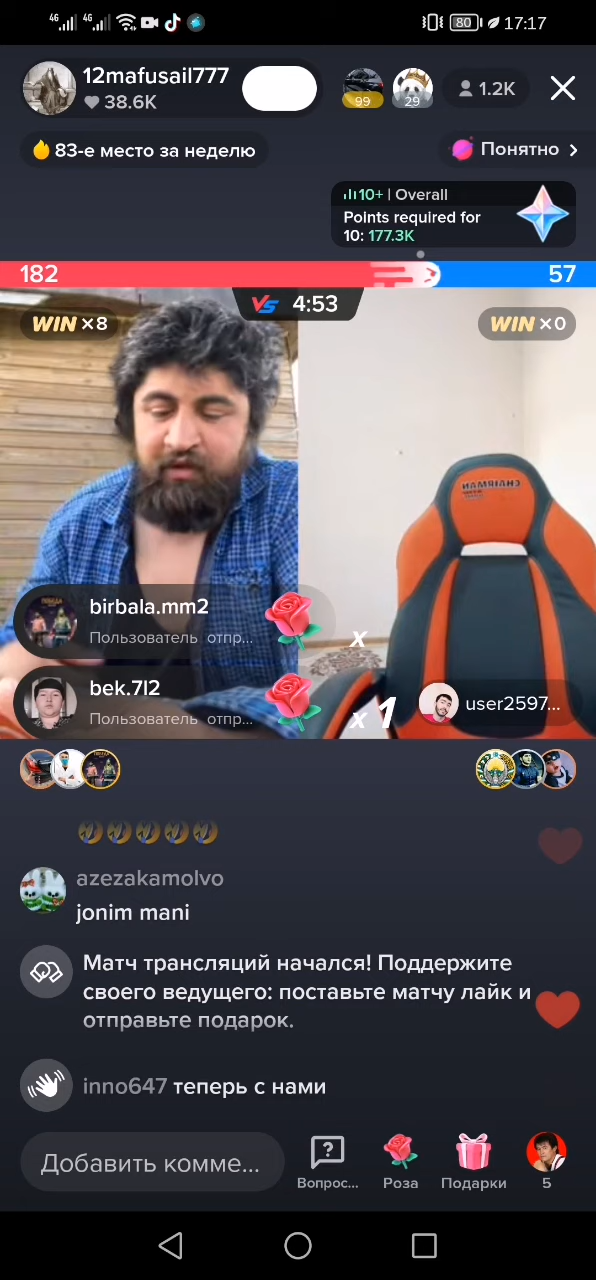 4G 4G 80 17:17
12mafusail777
38.6K
99
29
1.2K
83-е место за неделю
Понятно
10+ | Overall
Points required for
10: 177.3K
182
57
VS 4:53
WIN ×8
WIN ×0
CHAIRMAN
birbala.mm2
Пользователь отпр...
x
bek.7l2
Пользователь отпр...
x 1
user2597...
azezakamolvo
jonim mani
Матч трансляций начался! Поддержите
своего ведущего: поставьте матчу лайк и
отправьте подарок.
inno647 теперь с нами
Добавить комме...
Вопрос...
Роза
Подарки
5